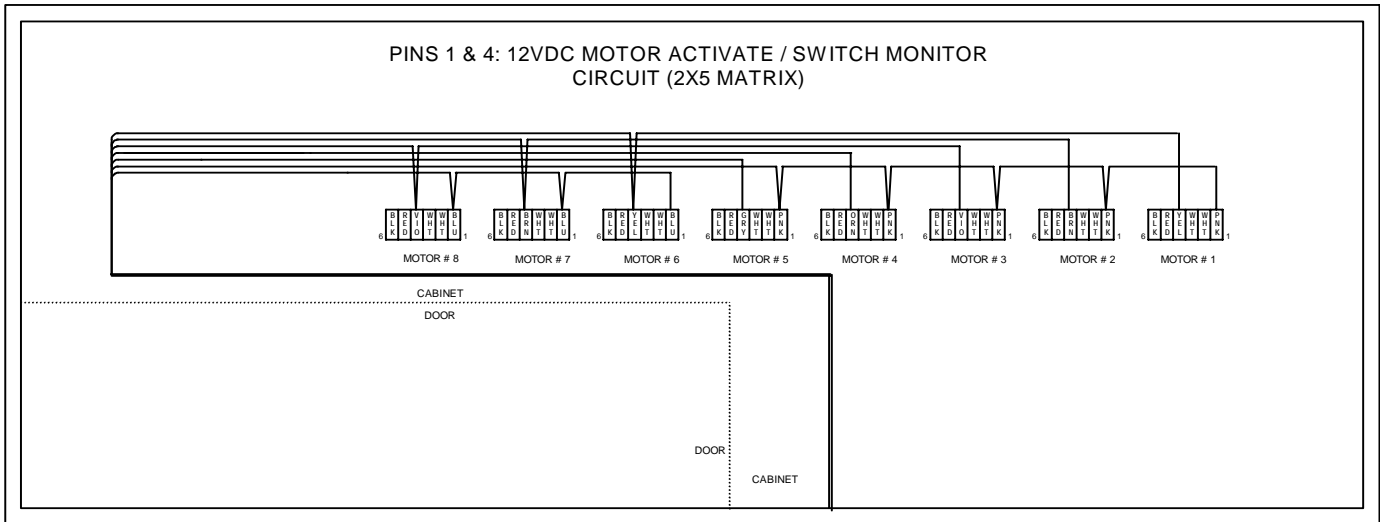 PINS 1 & 4: 12VDC MOTOR ACTIVATE / SWITCH MONITOR
CIRCUIT (2X5 MATRIX)
6 BLK RED VIO WHT WHT BLU 1
6 BLK RED BRN WHT WHT BLU 1
6 BLK RED YEL WHT WHT BLU 1
6 BLK RED GRY WHT WHT PNK 1
6 BLK RED ORN WHT WHT PNK 1
6 BLK RED VIO WHT WHT PNK 1
6 BLK RED BRN WHT WHT PNK 1
6 BLK RED YEL WHT WHT PNK 1
MOTOR # 8
MOTOR # 7
MOTOR # 6
MOTOR # 5
MOTOR # 4
MOTOR # 3
MOTOR # 2
MOTOR # 1
CABINET
DOOR
DOOR
CABINET